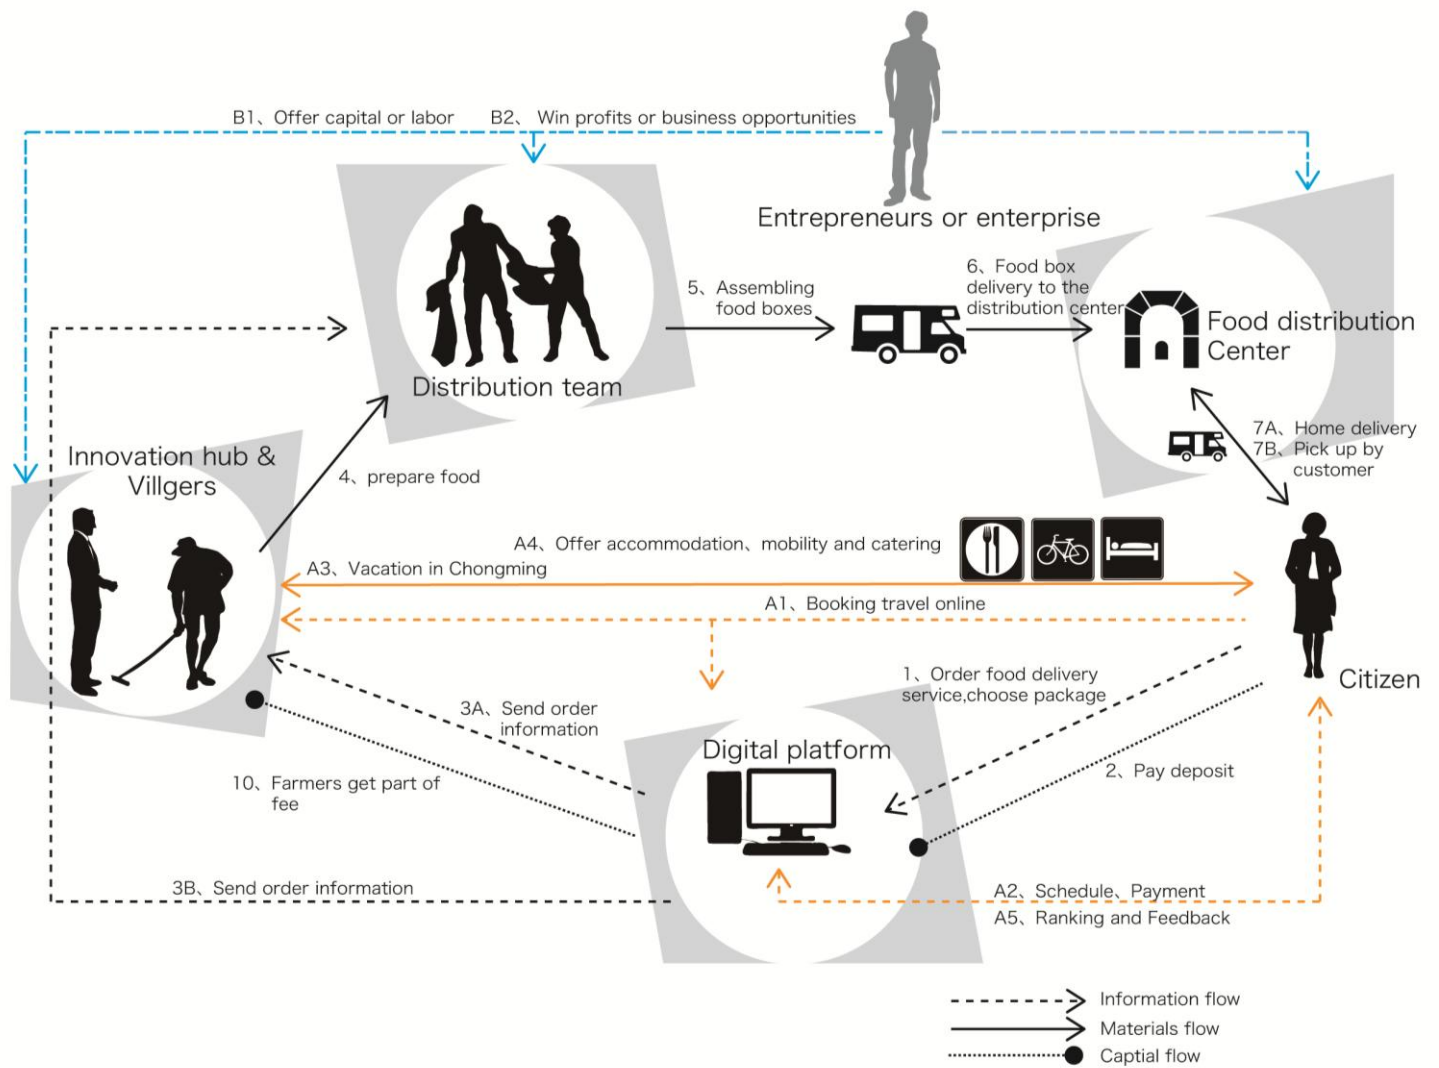 B1、Offer capital or labor
B2、 Win profits or business opportunities
Entrepreneurs or enterprise
5、Assembling
food boxes
6、Food box
delivery to the
distribution center
Food distribution
Center
Distribution team
7A、Home delivery
7B、Pick up by
customer
Innovation hub &
Villgers
4、prepare food
A4、Offer accommodation、mobility and catering
A3、Vacation in Chongming
A1、Booking travel online
1、Order food delivery
service,choose package
Citizen
3A、Send order
information
Digital platform
2、Pay deposit
10、Farmers get part of
fee
3B、Send order information
A2、Schedule、Payment
A5、Ranking and Feedback
Information flow
Materials flow
Captial flow